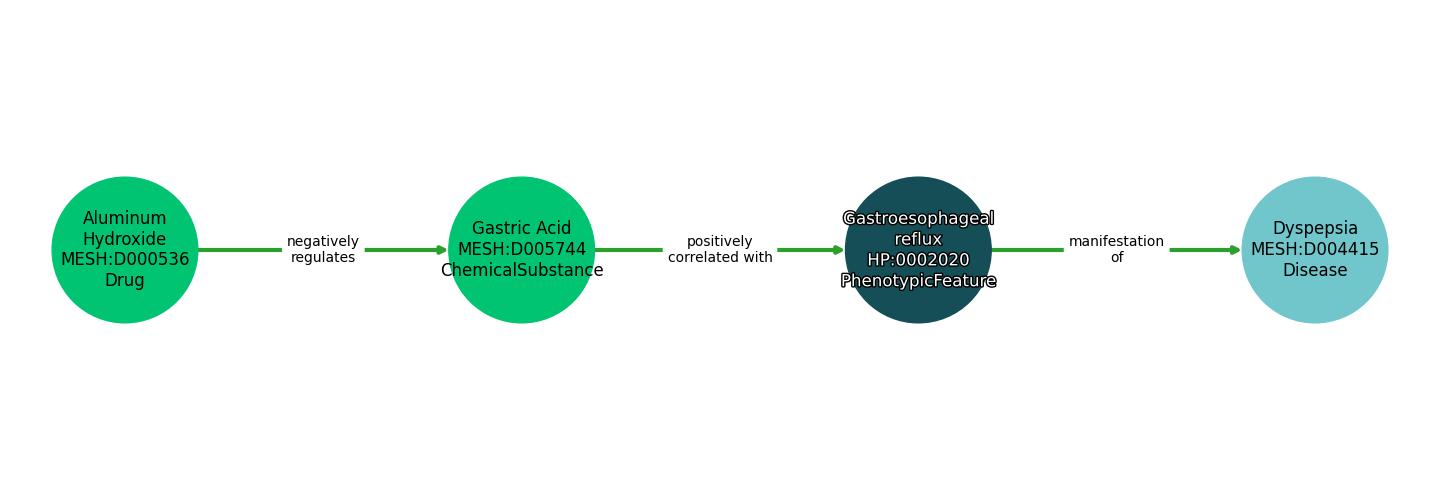 Aluminum
Hydroxide
MESH:D000536
Drug
negatively
regulates
Gastric Acid
MESH:D005744
ChemicalSubstance
positively
correlated with
Gastroesophageal
reflux
HP:0002020
PhenotypicFeature
manifestation
of
Dyspepsia
MESH:D004415
Disease